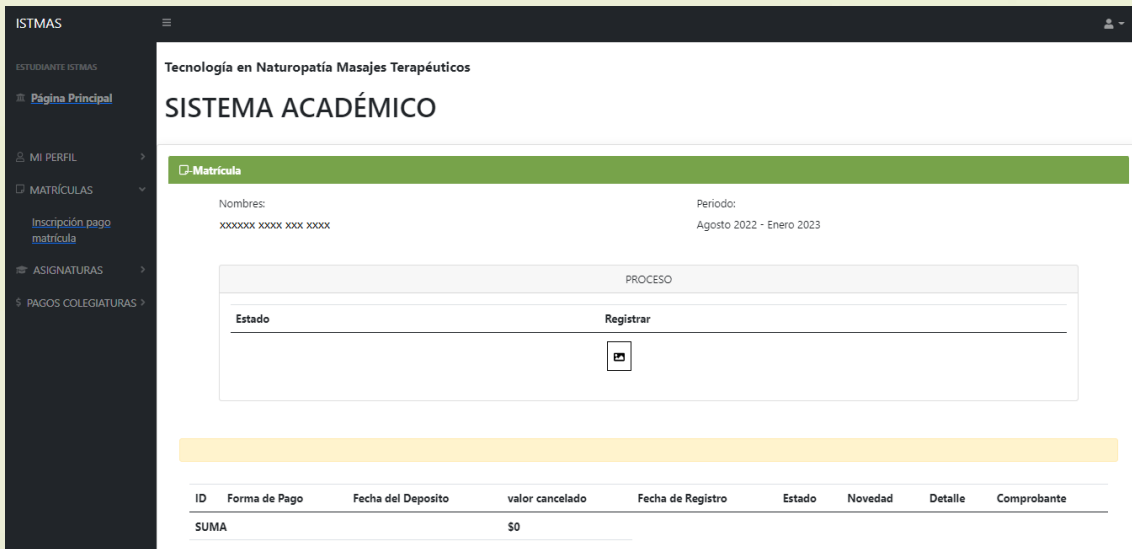 ISTMAS
ESTUDIANTE ISTMAS
Página Principal
MI PERFIL
MATRÍCULAS
Inscripción pago
matrícula
ASIGNATURAS
$ PAGOS COLEGIATURAS
Tecnología en Naturopatía Masajes Terapéuticos
SISTEMA ACADÉMICO
-Matrícula
Nombres: Periodo:
xxxxxx xxxx xxx xxxx Agosto 2022 - Enero 2023
PROCESO
Estado Registrar
ID Forma de Pago Fecha del Deposito valor cancelado Fecha de Registro Estado Novedad Detalle Comprobante
SUMA $0